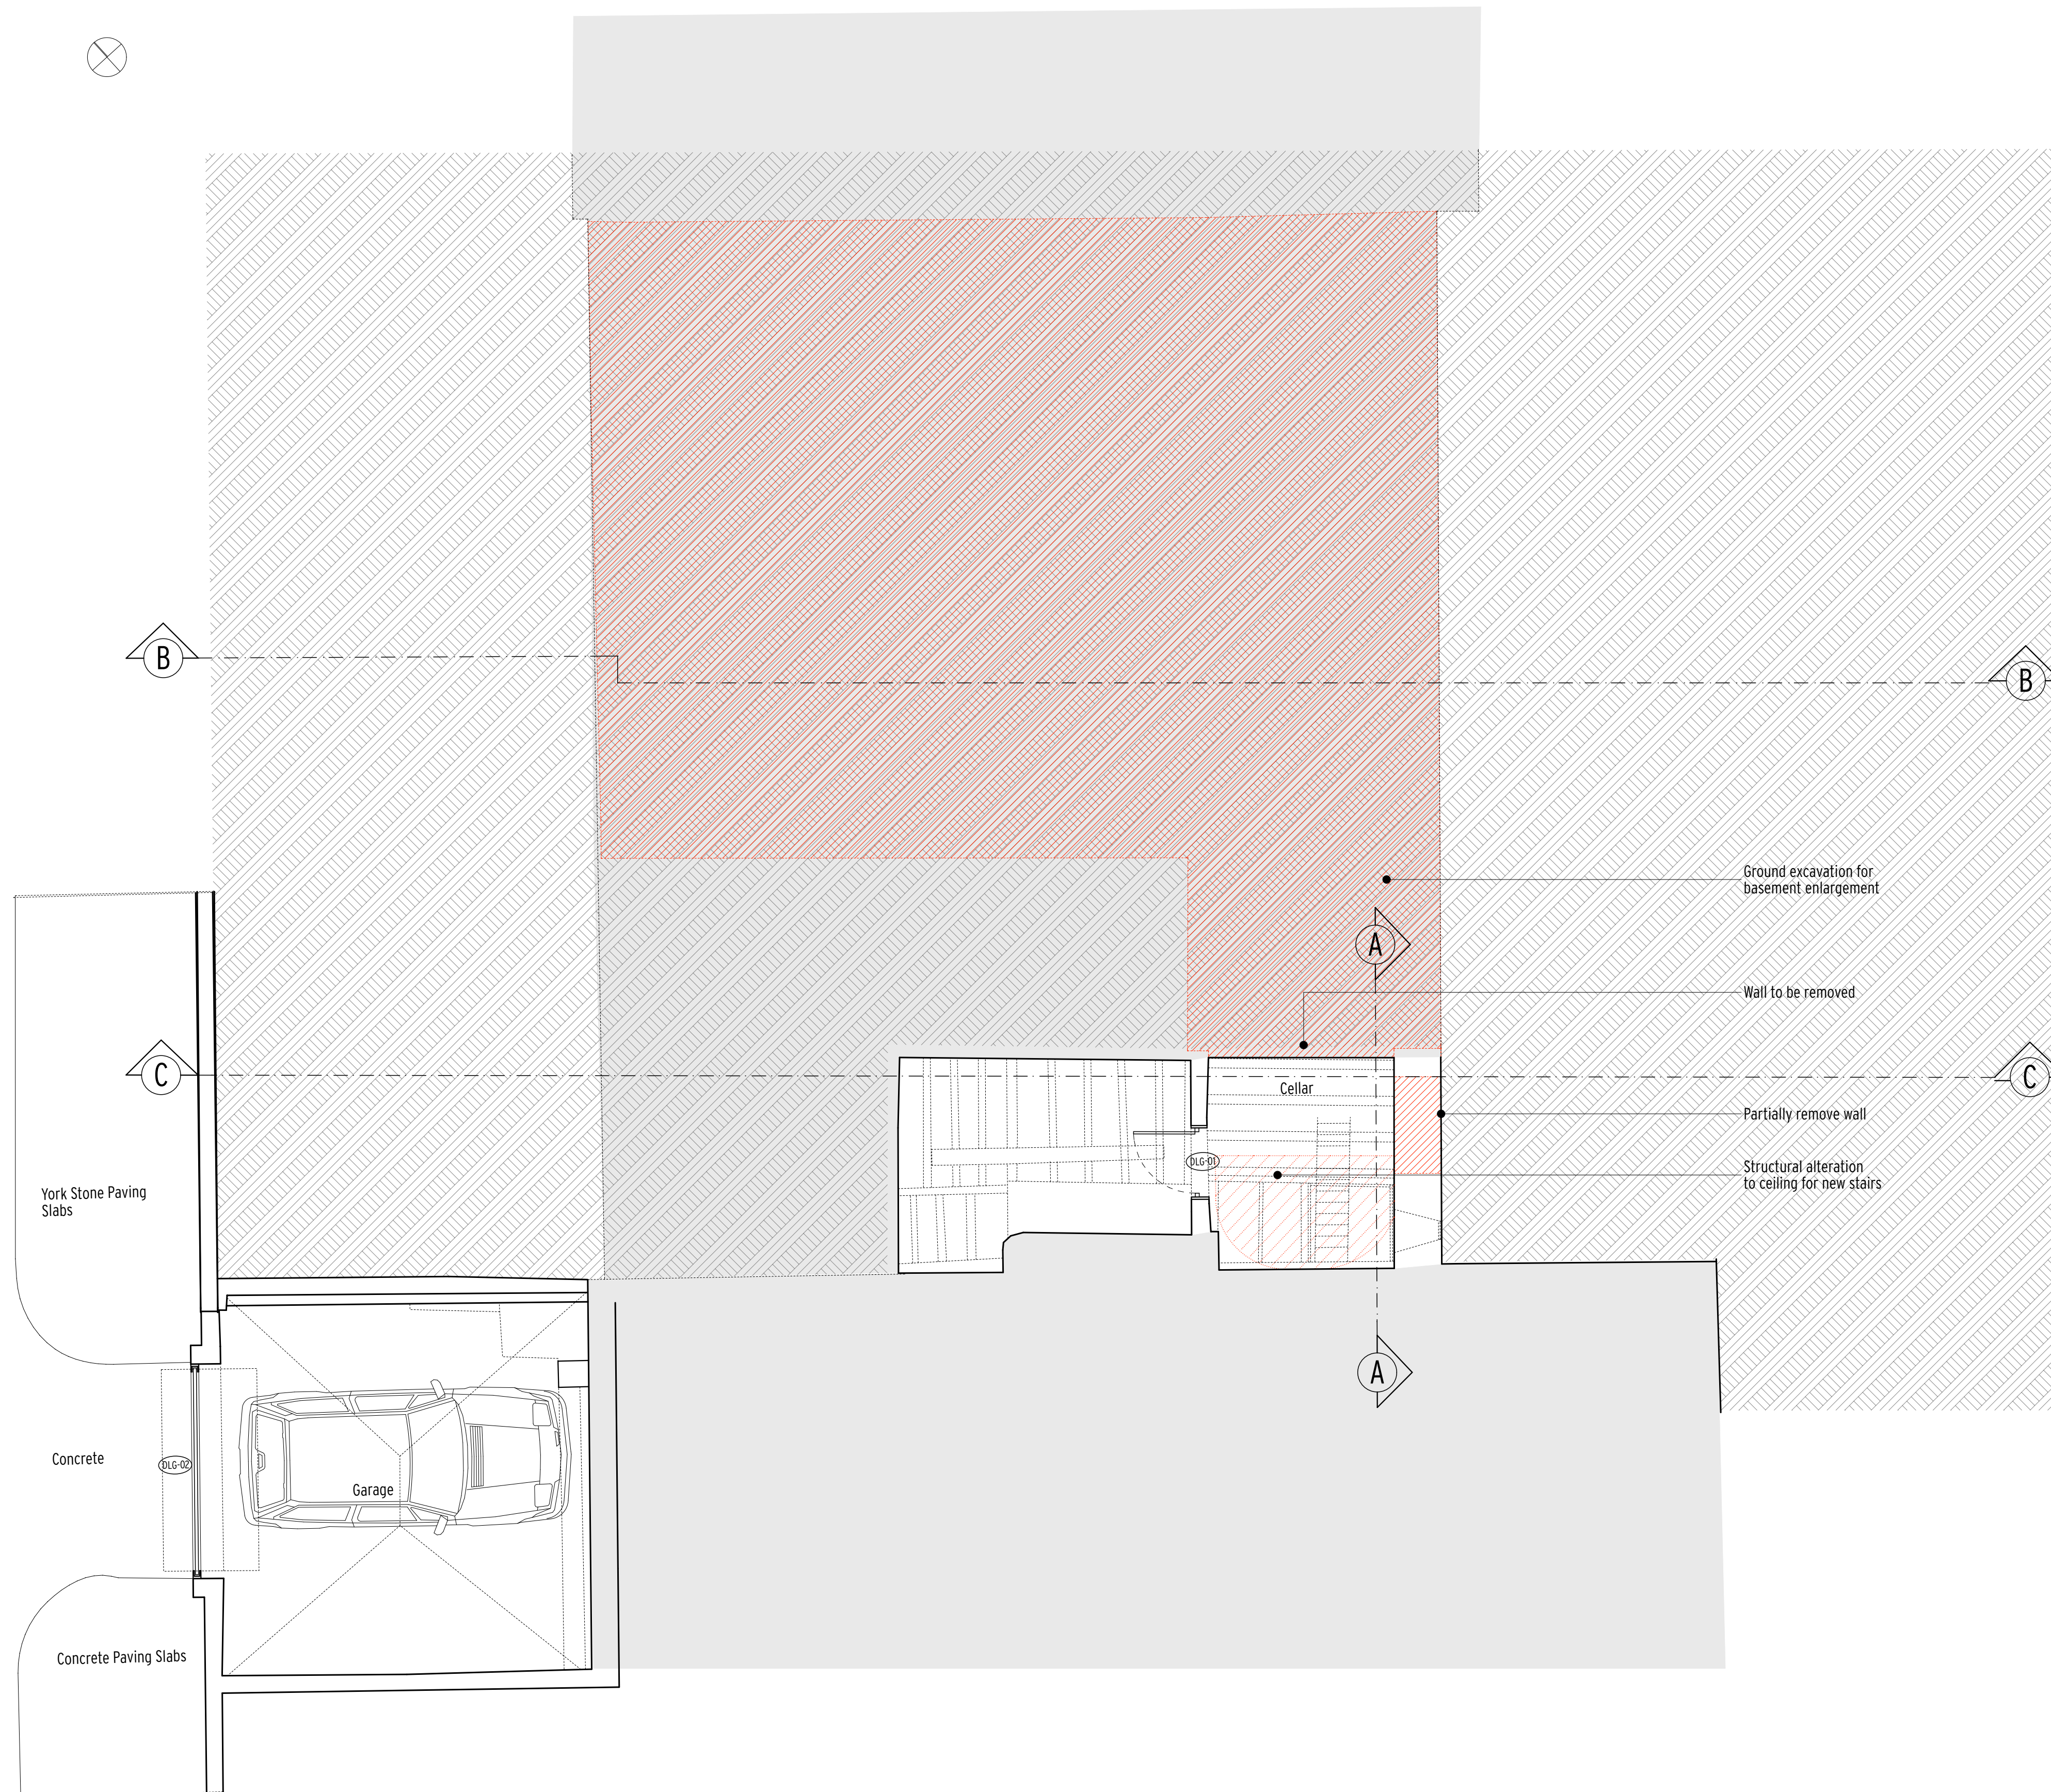 B
B
Ground excavation for
basement enlargement
A
Wall to be removed
C
C
Cellar
Partially remove wall
DLG-01
Structural alteration
to ceiling for new stairs
York Stone Paving
Slabs
A
Concrete
DLG-02
Garage
Concrete Paving Slabs